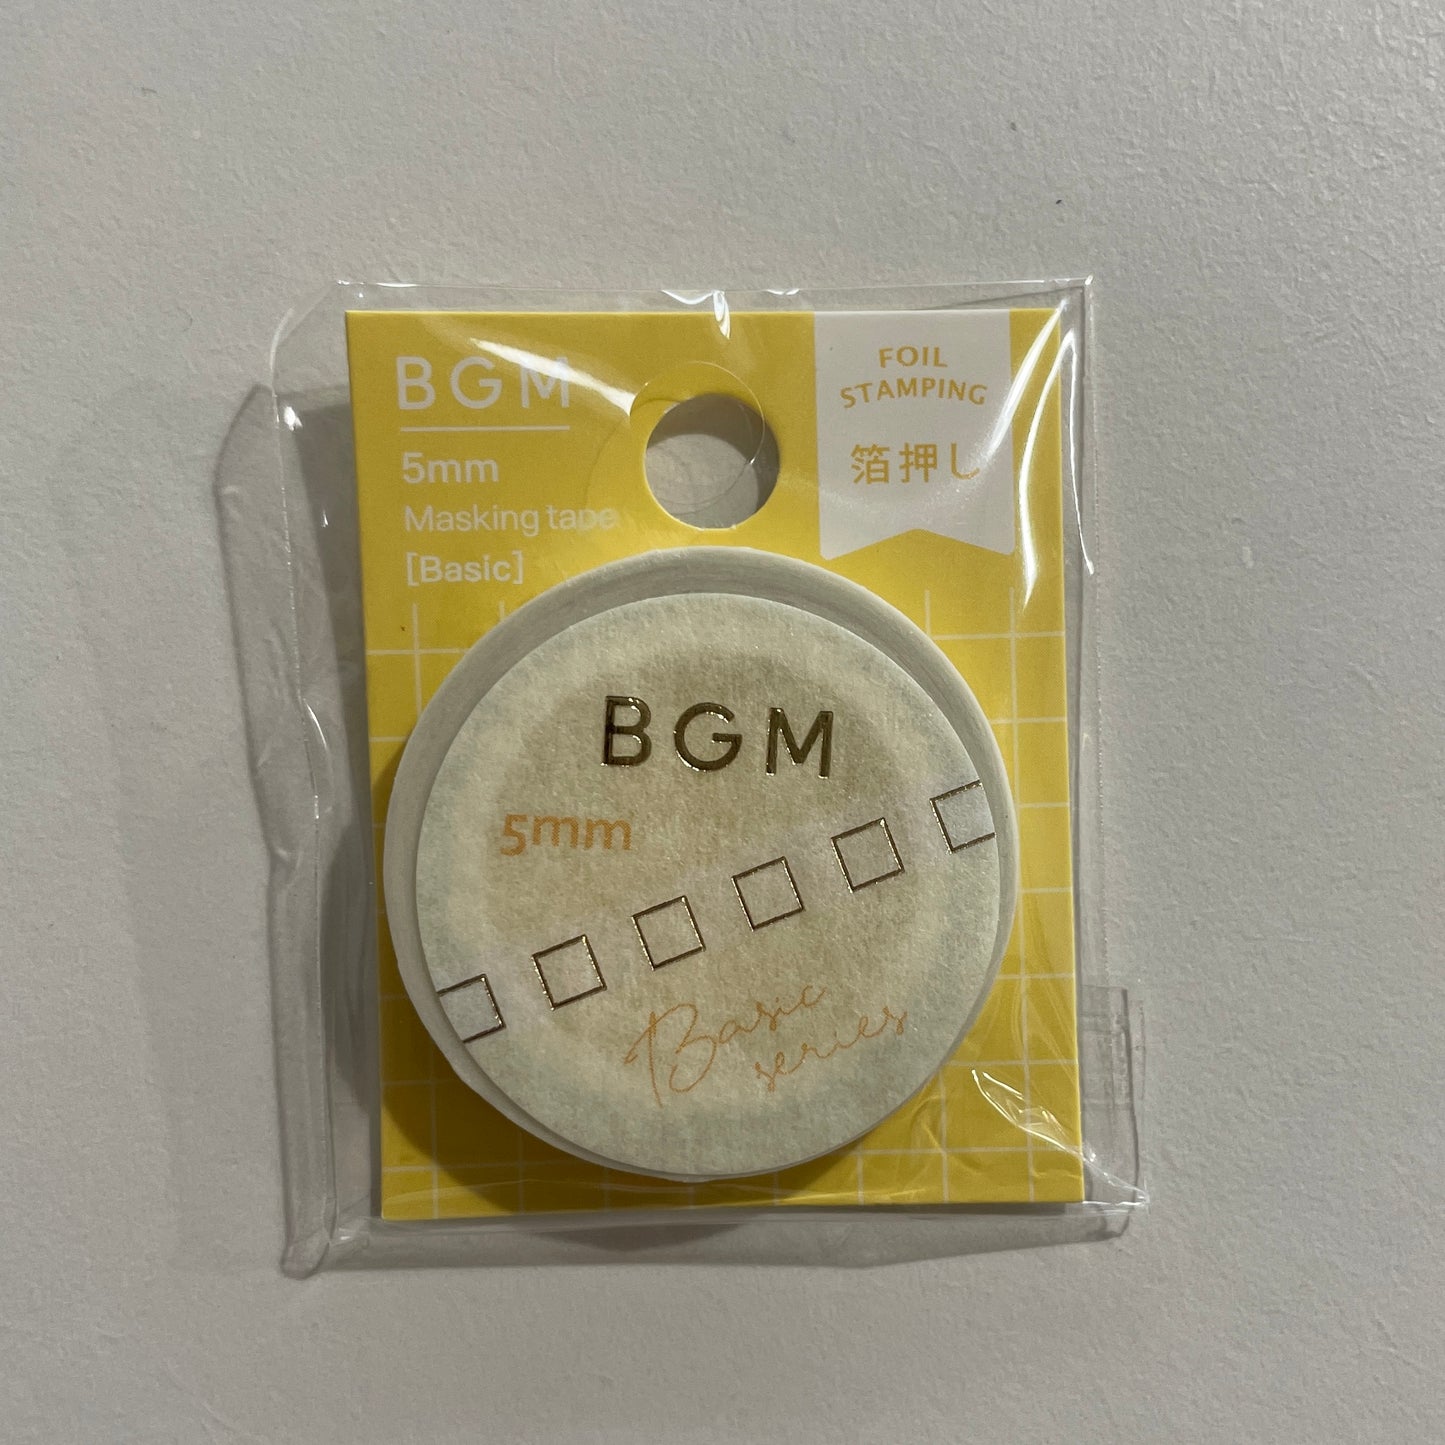 BGM
5mm
Masking tape
[Basic]
FOIL
STAMPING
箔押し
BGM
5mm
Basic
series